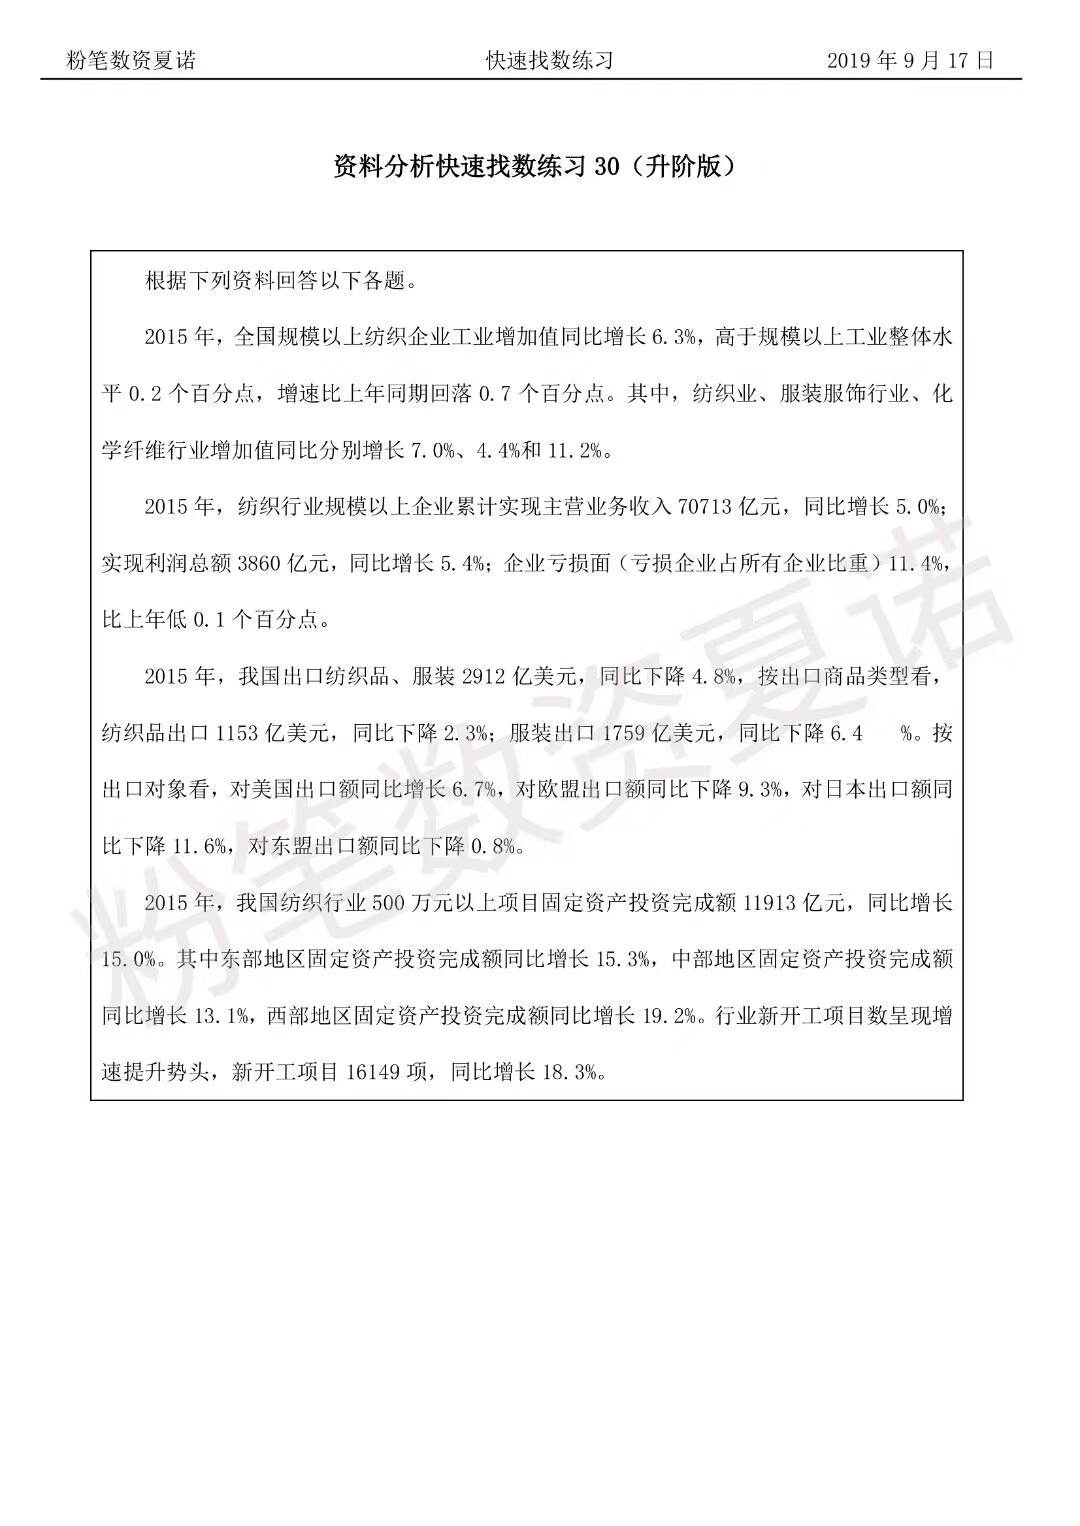 粉笔数资夏诺 快速找数练习 2019 年 9 月 17 日
资料分析快速找数练习 30（升阶版）
根据下列资料回答以下各题。
2015 年，全国规模以上纺织企业工业增加值同比增长 6.3%，高于规模以上工业整体水
平 0.2 个百分点，增速比上年同期回落 0.7 个百分点。其中，纺织业、服装服饰行业、化
学纤维行业增加值同比分别增长 7.0%、4.4%和 11.2%。
2015 年，纺织行业规模以上企业累计实现主营业务收入 70713 亿元，同比增长 5.0%；
实现利润总额 3860 亿元，同比增长 5.4%；企业亏损面（亏损企业占所有企业比重）11.4%，
比上年低 0.1 个百分点。
2015 年，我国出口纺织品、服装 2912 亿美元，同比下降 4.8%，按出口商品类型看，
纺织品出口 1153 亿美元，同比下降 2.3%；服装出口 1759 亿美元，同比下降 6.4 %。按
出口对象看，对美国出口额同比增长 6.7%，对欧盟出口额同比下降 9.3%，对日本出口额同
比下降 11.6%，对东盟出口额同比下降 0.8%。
2015 年，我国纺织行业 500 万元以上项目固定资产投资完成额 11913 亿元，同比增长
15.0%。其中东部地区固定资产投资完成额同比增长 15.3%，中部地区固定资产投资完成额
同比增长 13.1%，西部地区固定资产投资完成额同比增长 19.2%。行业新开工项目数呈现增
速提升势头，新开工项目 16149 项，同比增长 18.3%。
粉笔数资夏诺